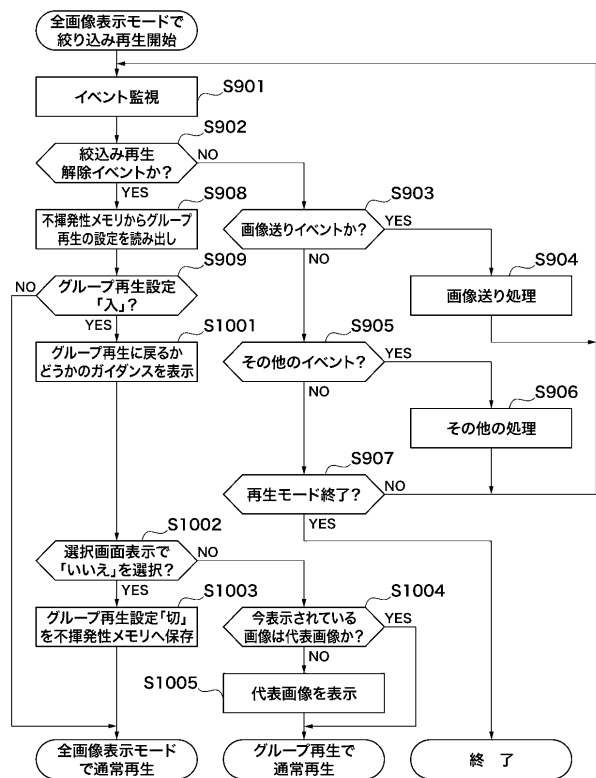 全画像表示モードで
絞り込み再生開始
イベント監視
S901
絞込み再生
解除イベントか?
S902
NO
YES
不揮発性メモリからグループ
再生の設定を読み出し
S908
画像送りイベントか?
S903
YES
NO
画像送り処理
S904
グループ再生設定
「入」?
S909
NO
YES
グループ再生に戻るか
どうかのガイダンスを表示
S1001
その他のイベント?
S905
YES
NO
その他の処理
S906
再生モード終了?
S907
NO
YES
選択画面表示で
「いいえ」を選択?
S1002
NO
YES
グループ再生設定「切」
を不揮発性メモリへ保存
S1003
今表示されている
画像は代表画像か?
S1004
YES
NO
S1005
代表画像を表示
全画像表示モード
で通常再生
グループ再生で
通常再生
終 了